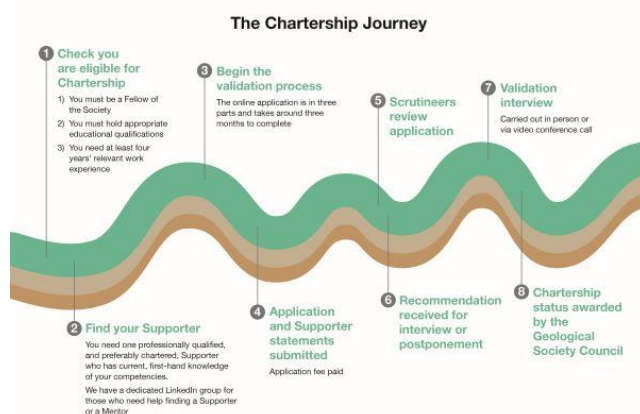 The Chartership Journey
1 Check you
are eligible for
Chartership
1) You must be a Fellow of
the Society
2) You must hold appropriate
educational qualifications
3) You need at least four
years' relevant work
experience
2 Find your Supporter
You need one professionally qualified,
and preferably chartered, Supporter
who has current, first-hand knowledge
of your competencies.
We have a dedicated LinkedIn group for
those who need help finding a Supporter
or a Mentor
3 Begin the
validation process
The online application is in three
parts and takes around three
months to complete
4 Application
and Supporter
statements
submitted
Application fee paid
5 Scrutineers
review
application
6 Recommendation
received for
interview or
postponement
7 Validation
interview
Carried out in person or
via video conference call
8 Chartership
status awarded
by the
Geological
Society Council